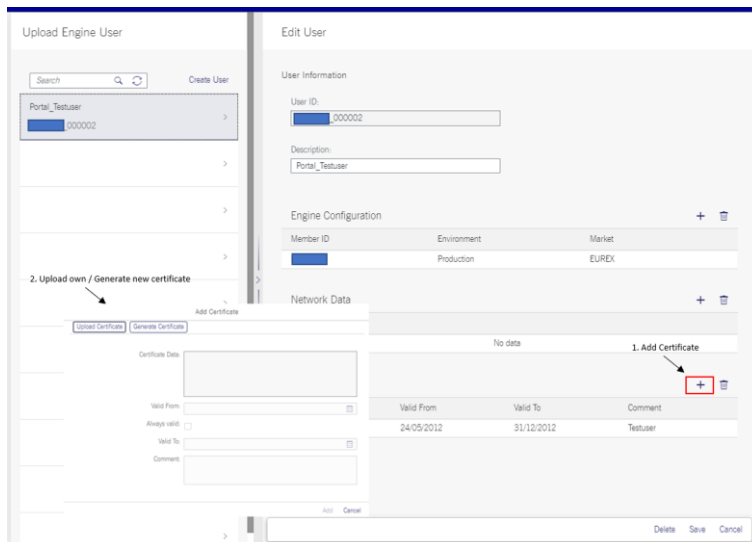 Upload Engine User
Search
Create User
Portal_Testuser
_000002
2. Upload own / Generate new certificate
Edit User
User Information
User ID:
_000002
Description:
Portal_Testuser
Engine Configuration
Member ID Environment Market
Production EUREX
Network Data
No data
1. Add Certificate
Valid From Valid To Comment
24/05/2012 31/12/2012 Testuser
Add Certificate
Upload Certificate Generate Certificate
Certificate Data:
Valid From:
Always valid:
Valid To:
Comment:
Add Cancel
Delete Save Cancel